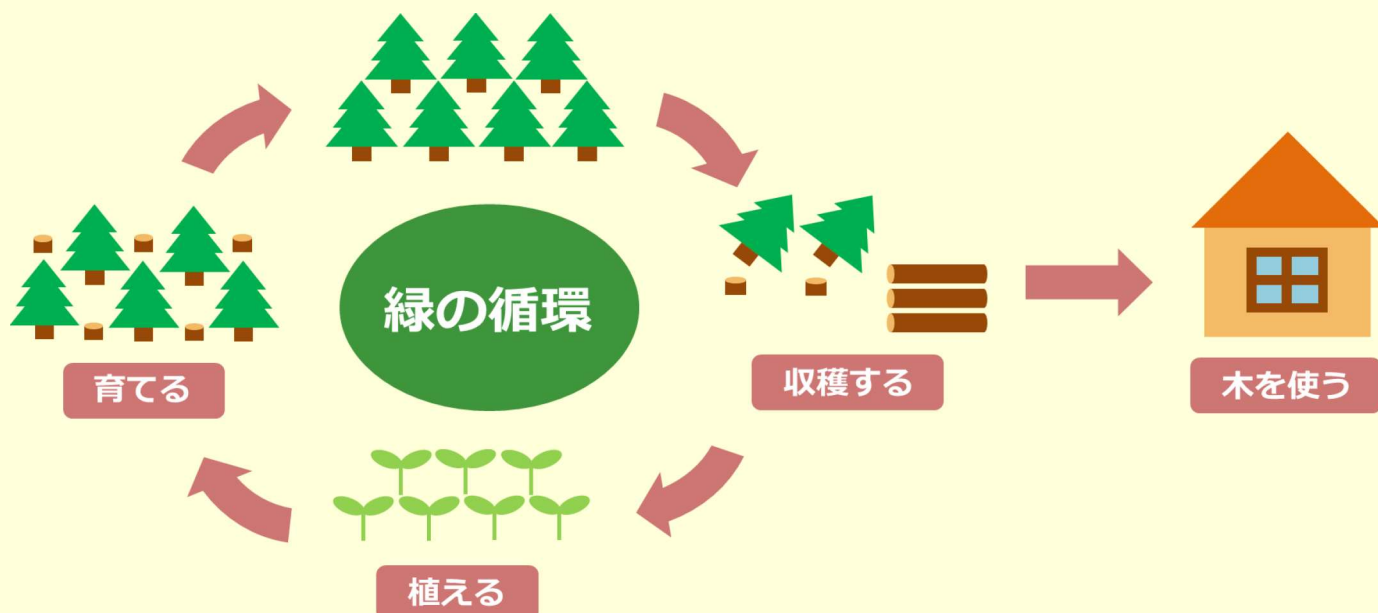 緑の循環
育てる
収穫する
木を使う
植える